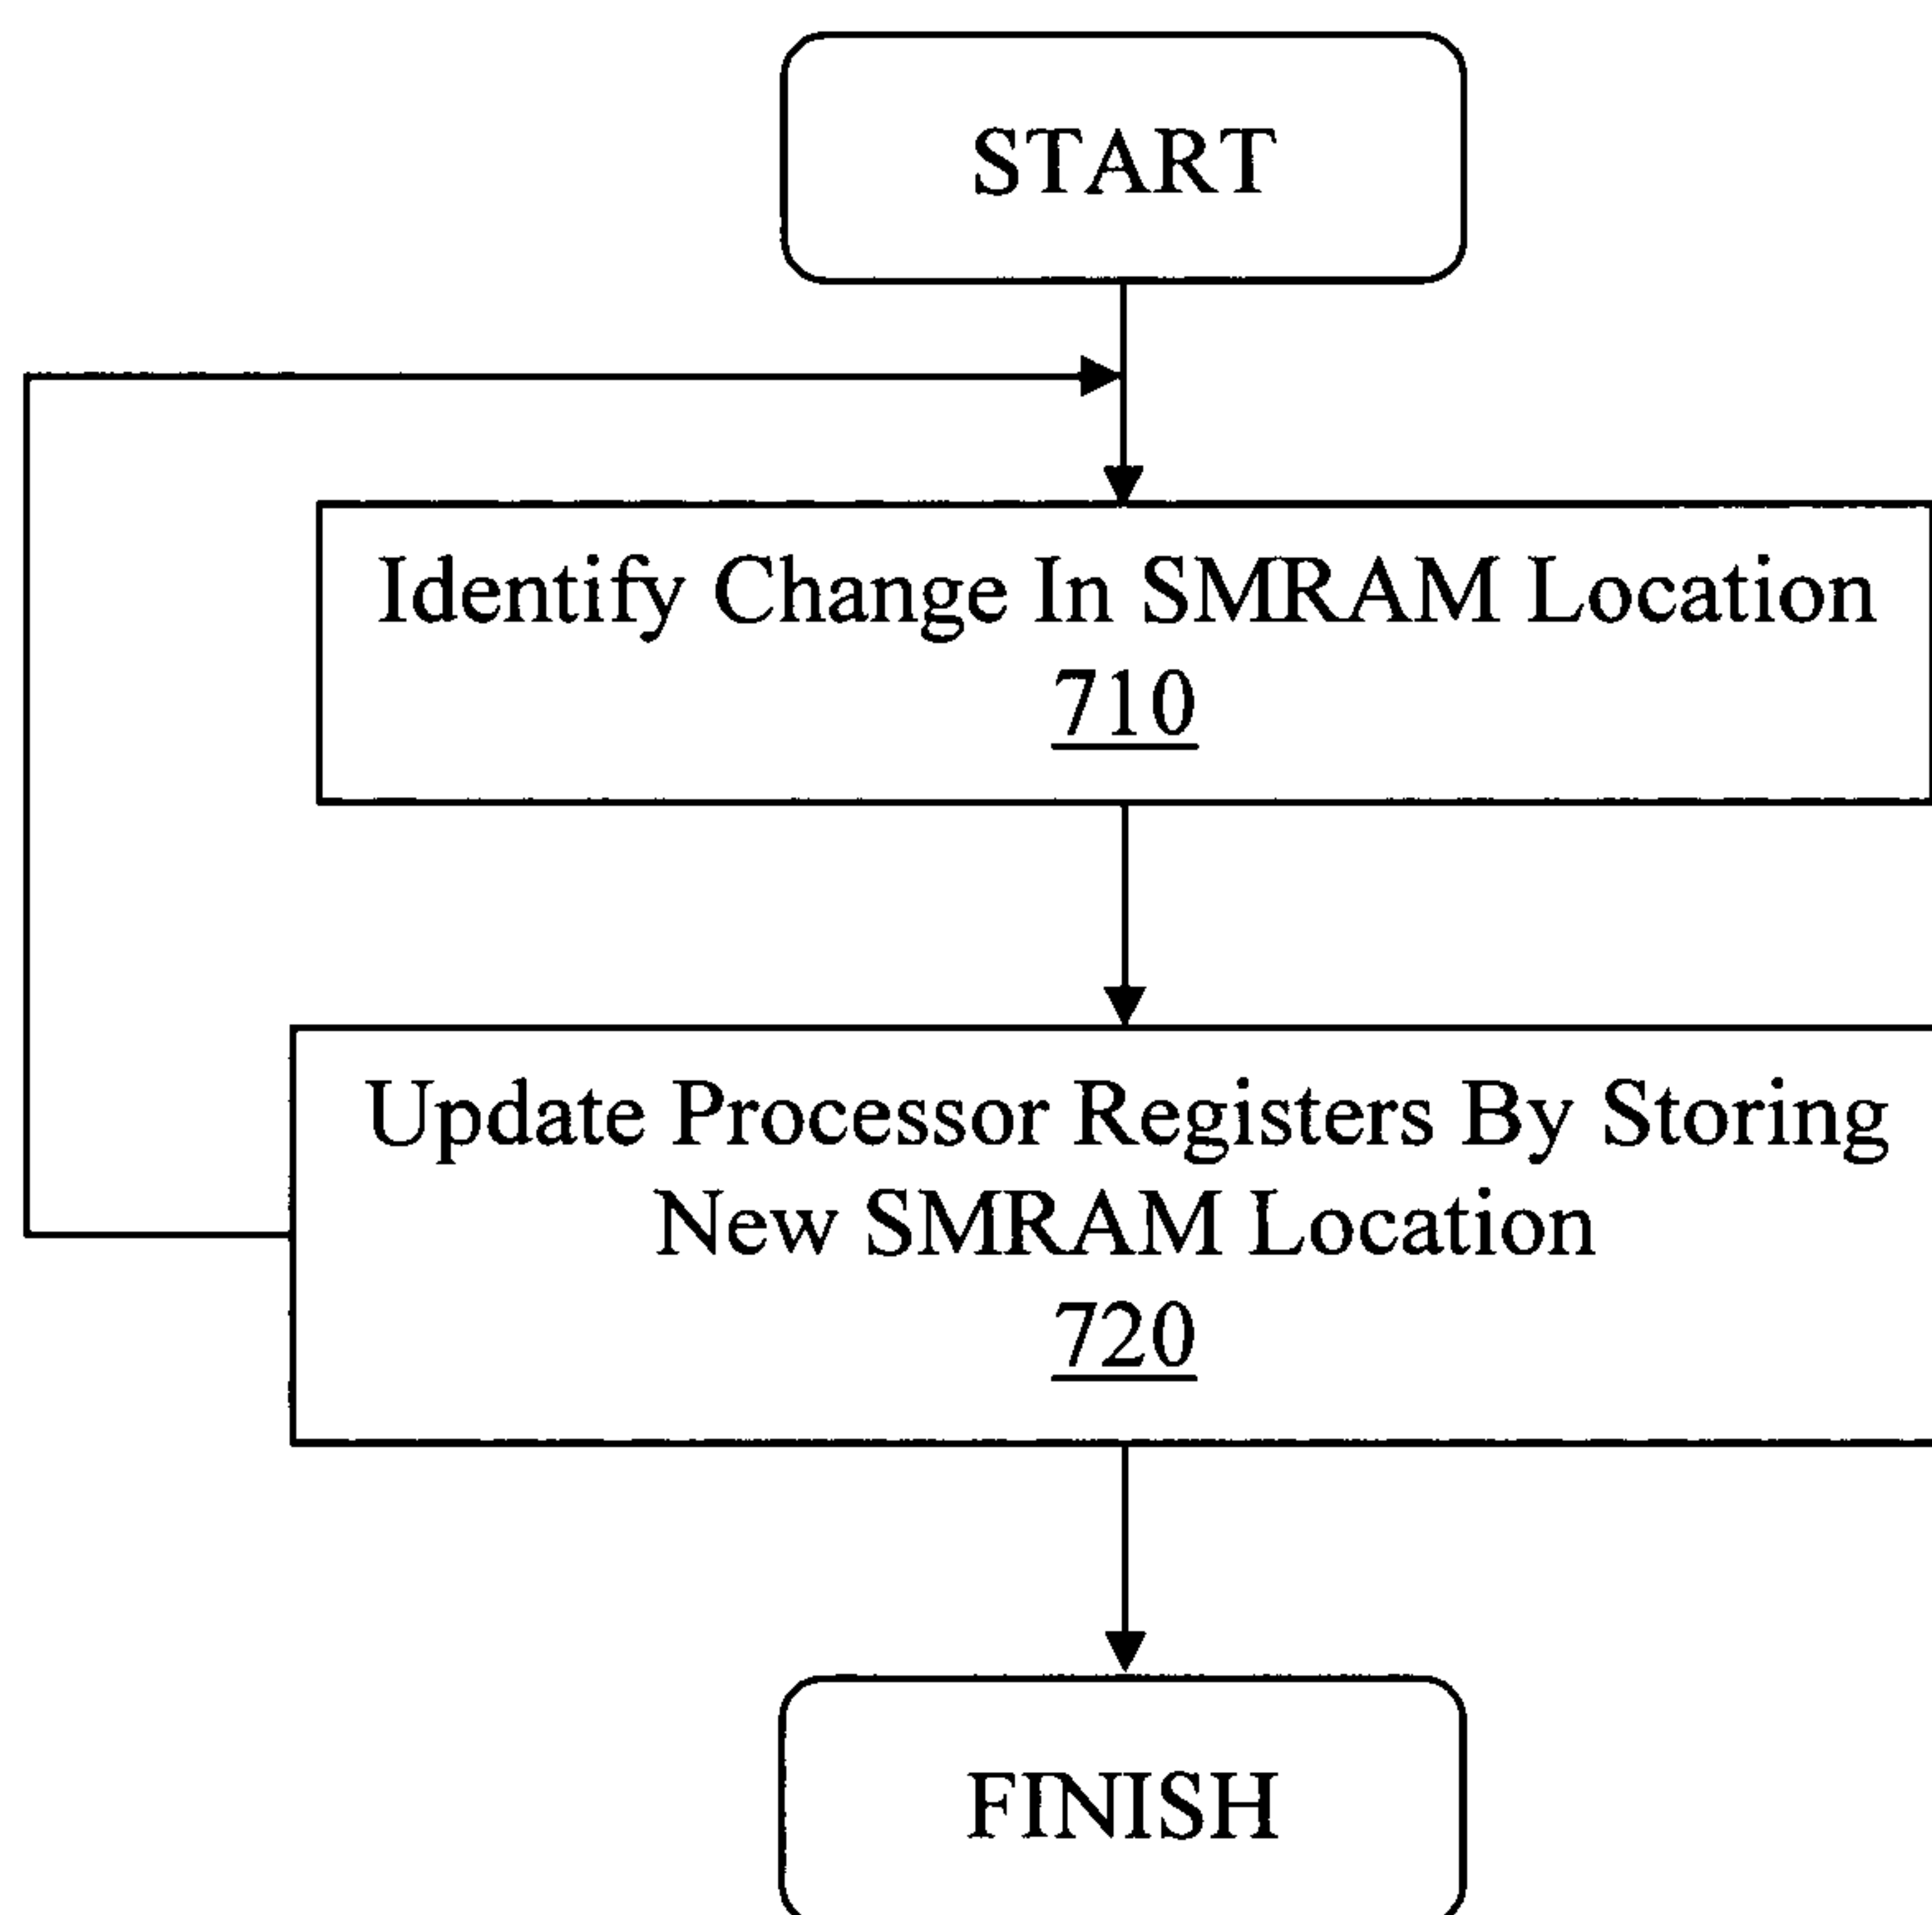 START
Identify Change In SMRAM Location
710
Update Processor Registers By Storing
New SMRAM Location
720
FINISH